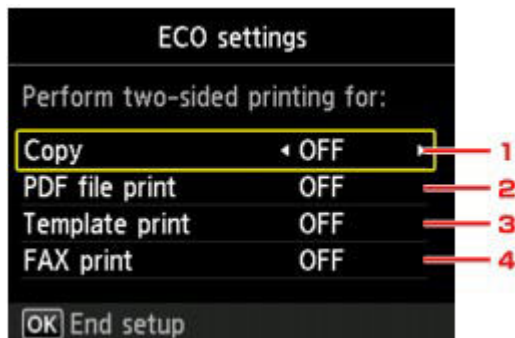 ECO settings
Perform two-sided printing for:
Copy OFF 1
PDF file print OFF 2
Template print OFF 3
FAX print OFF 4
OK End setup